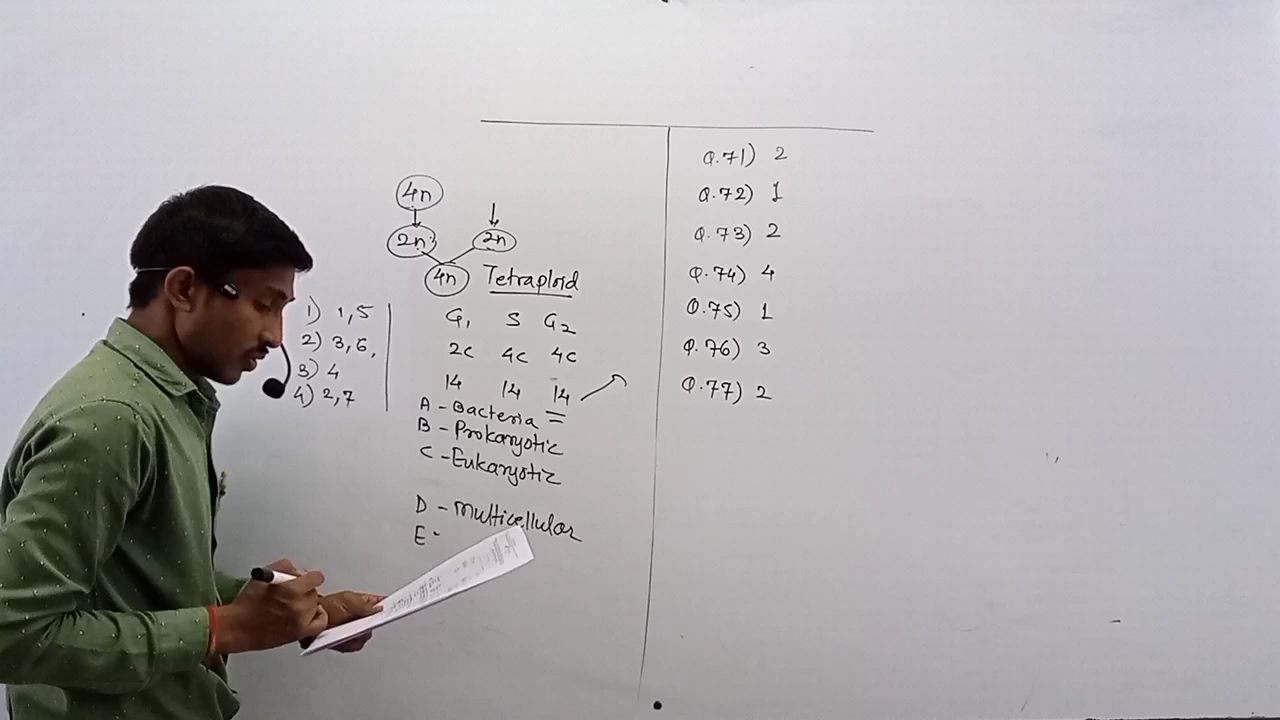 1) 1,5
2) 3,6,
3) 4
4) 2,7
4n
2n 2n
4n Tetraploid
G1 S G2
2C 4C 4C
14 14 14
A - Bacteria
B - Prokaryotic
C - Eukaryotic
D - Multicellular
E -
Q.71) 2
Q.72) 1
Q.73) 2
Q.74) 4
Q.75) 1
Q.76) 3
Q.77) 2